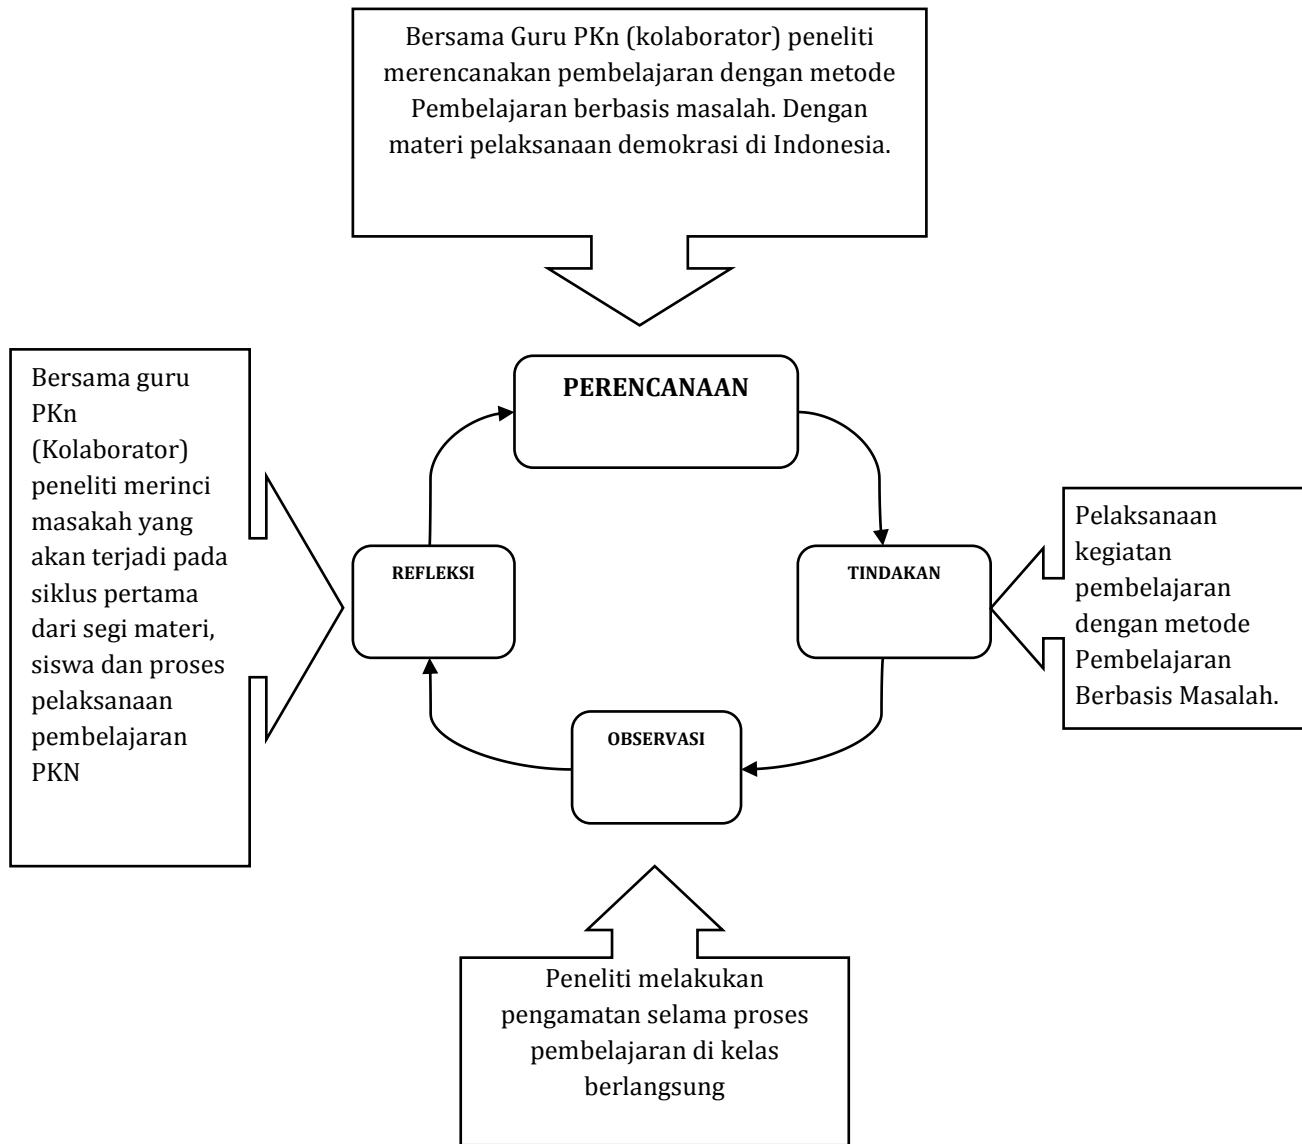 Bersama Guru PKn (kolaborator) peneliti
merencanakan pembelajaran dengan metode
Pembelajaran berbasis masalah. Dengan
materi pelaksanaan demokrasi di Indonesia.
PERENCANAAN
Bersama guru
PKn
(Kolaborator)
peneliti merinci
masakah yang
akan terjadi pada
siklus pertama
dari segi materi,
siswa dan proses
pelaksanaan
pembelajaran
PKN
REFLEKSI
TINDAKAN
Pelaksanaan
kegiatan
pembelajaran
dengan metode
Pembelajaran
Berbasis Masalah.
OBSERVASI
Peneliti melakukan
pengamatan selama proses
pembelajaran di kelas
berlangsung